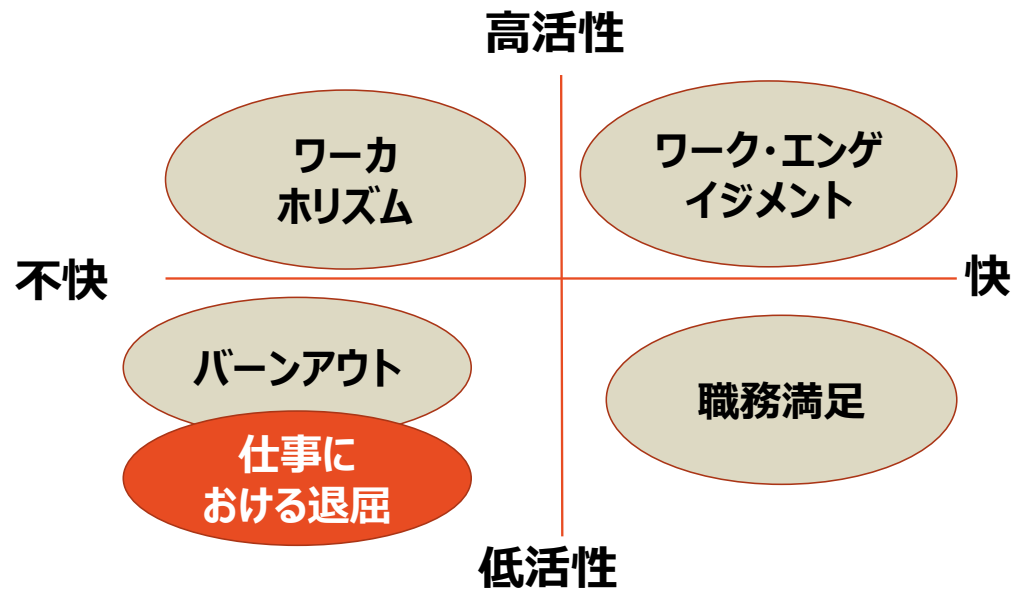 高活性
ワーカ
ホリズム
ワーク・エンゲ
イジメント
不快
快
バーンアウト
職務満足
仕事に
おける退屈
低活性